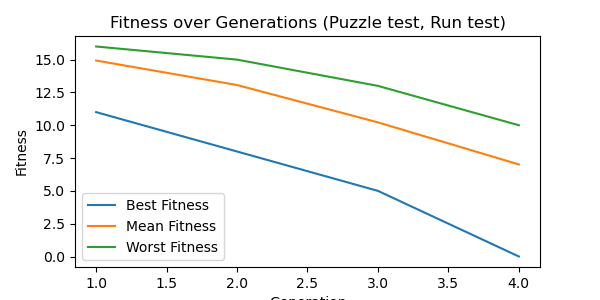 Fitness over Generations (Puzzle test, Run test)
Fitness
15.0
12.5
10.0
7.5
5.0
2.5
0.0
Best Fitness
Mean Fitness
Worst Fitness
1.0 1.5 2.0 2.5 3.0 3.5 4.0
Generation